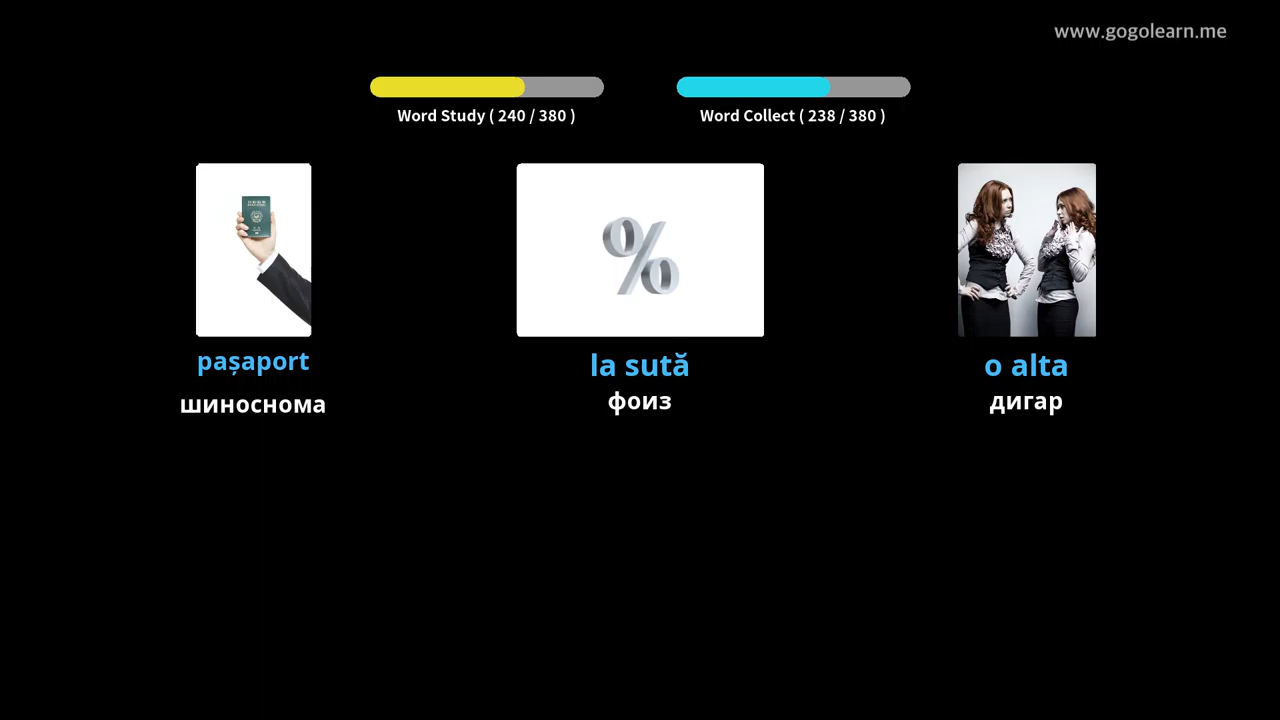 www.gogolearn.me
Word Study ( 240 / 380 )
Word Collect ( 238 / 380 )
pașaport
la sută
o alta
шиноснома
фоиз
дигар